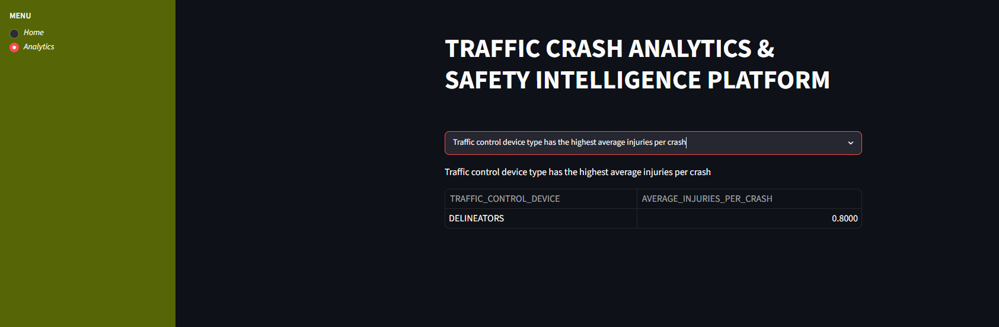 MENU
Home
Analytics
TRAFFIC CRASH ANALYTICS &
SAFETY INTELLIGENCE PLATFORM
Traffic control device type has the highest average injuries per crash
Traffic control device type has the highest average injuries per crash
TRAFFIC_CONTROL_DEVICE AVERAGE_INJURIES_PER_CRASH
DELINEATORS 0.8000